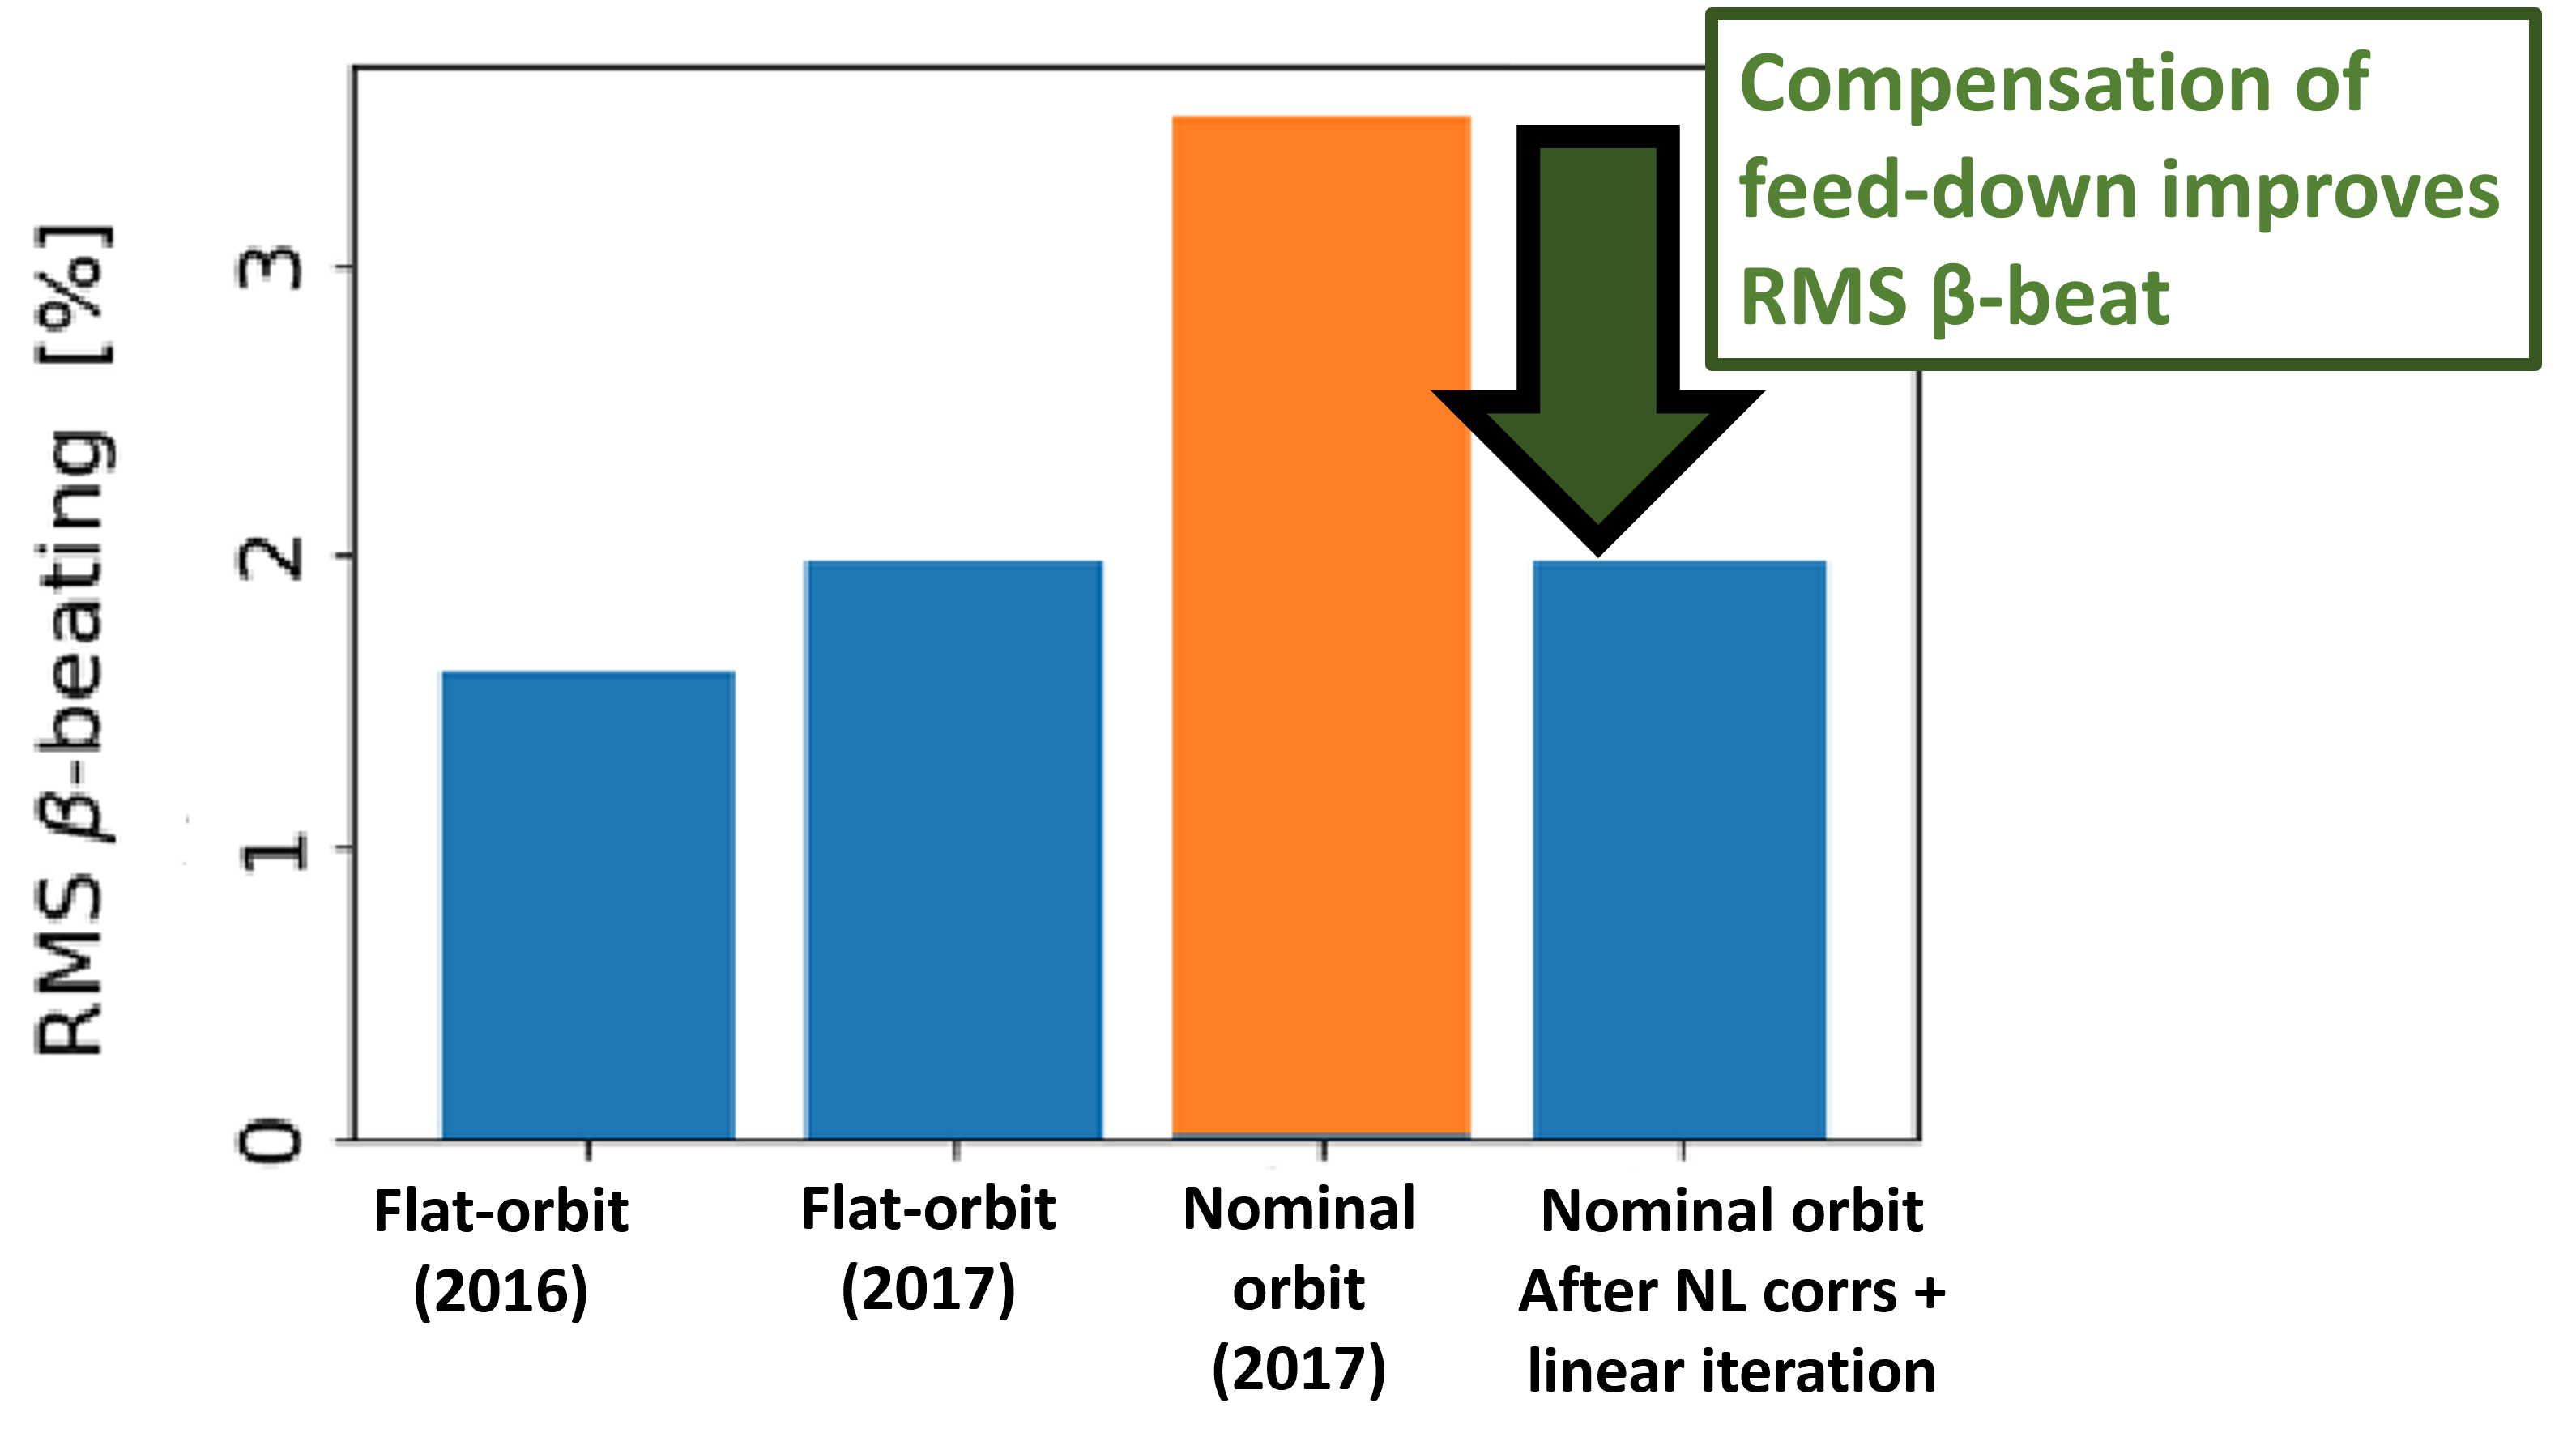 Compensation of
feed-down improves
RMS β-beat
RMS β-beating [%]
3
2
1
0
Flat-orbit
(2016)
Flat-orbit
(2017)
Nominal
orbit
(2017)
Nominal orbit
After NL corrs +
linear iteration